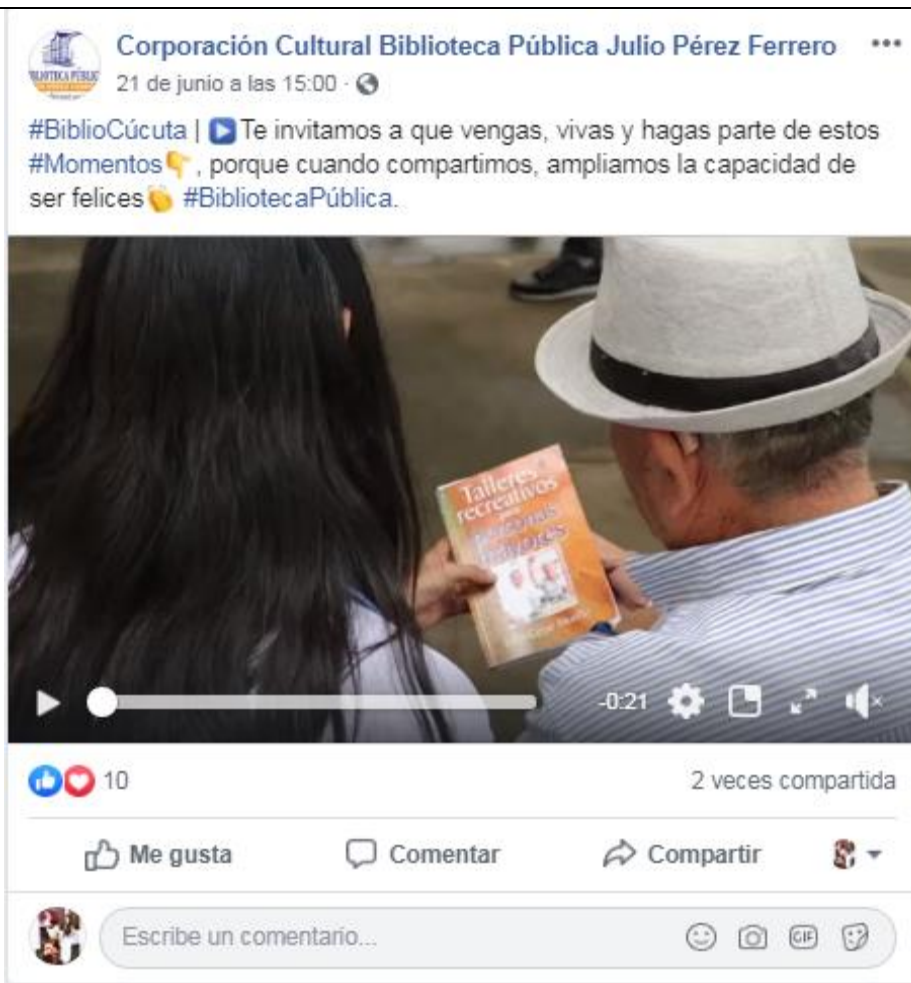 Corporación Cultural Biblioteca Pública Julio Pérez Ferrero
21 de junio a las 15:00 ·
#BiblioCúcuta | ▶ Te invitamos a que vengas, vivas y hagas parte de estos
#Momentos👇, porque cuando compartimos, ampliamos la capacidad de
ser felices👏 #BibliotecaPública.
Talleres
recreativos
personas
mayores
-0:21
10
2 veces compartida
Me gusta
Comentar
Compartir
Escribe un comentario...
GIF